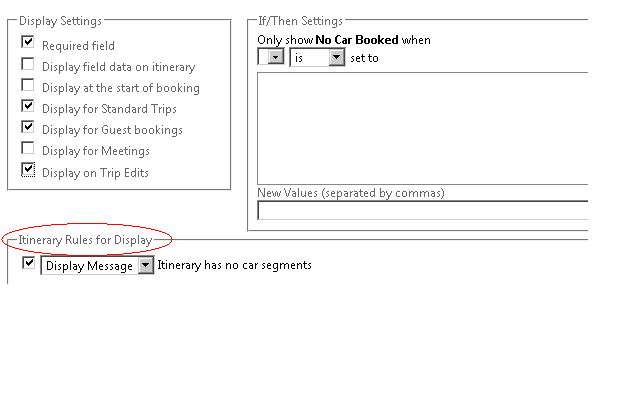 Display Settings
Required field
Display field data on itinerary
Display at the start of booking
Display for Standard Trips
Display for Guest bookings
Display for Meetings
Display on Trip Edits
If/Then Settings
Only show No Car Booked when
is set to
New Values (separated by commas)
Itinerary Rules for Display
Display Message Itinerary has no car segments